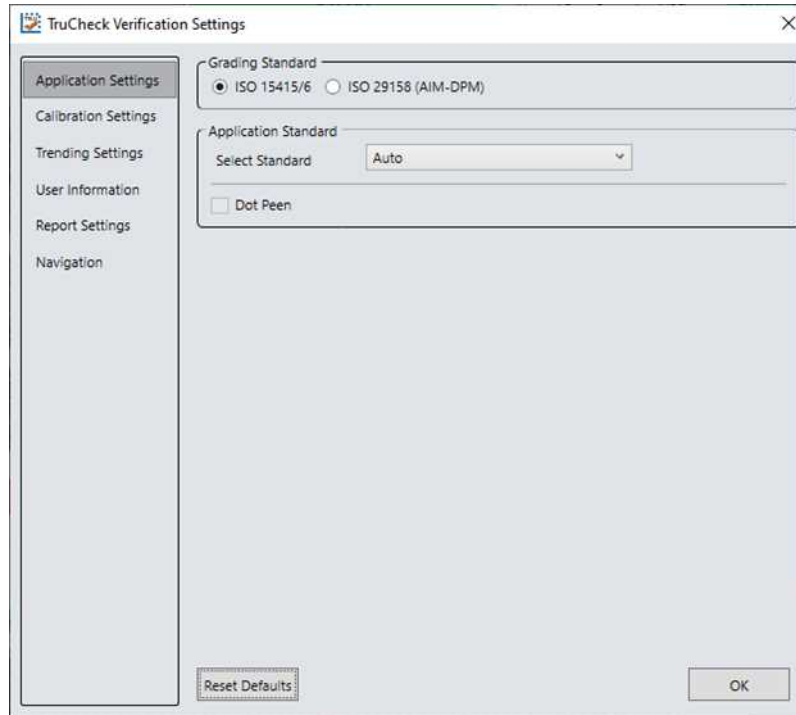 TruCheck Verification Settings
Application Settings
Calibration Settings
Trending Settings
User Information
Report Settings
Navigation
Grading Standard
ISO 15415/6 ISO 29158 (AIM-DPM)
Application Standard
Select Standard Auto
Dot Peen
Reset Defaults OK